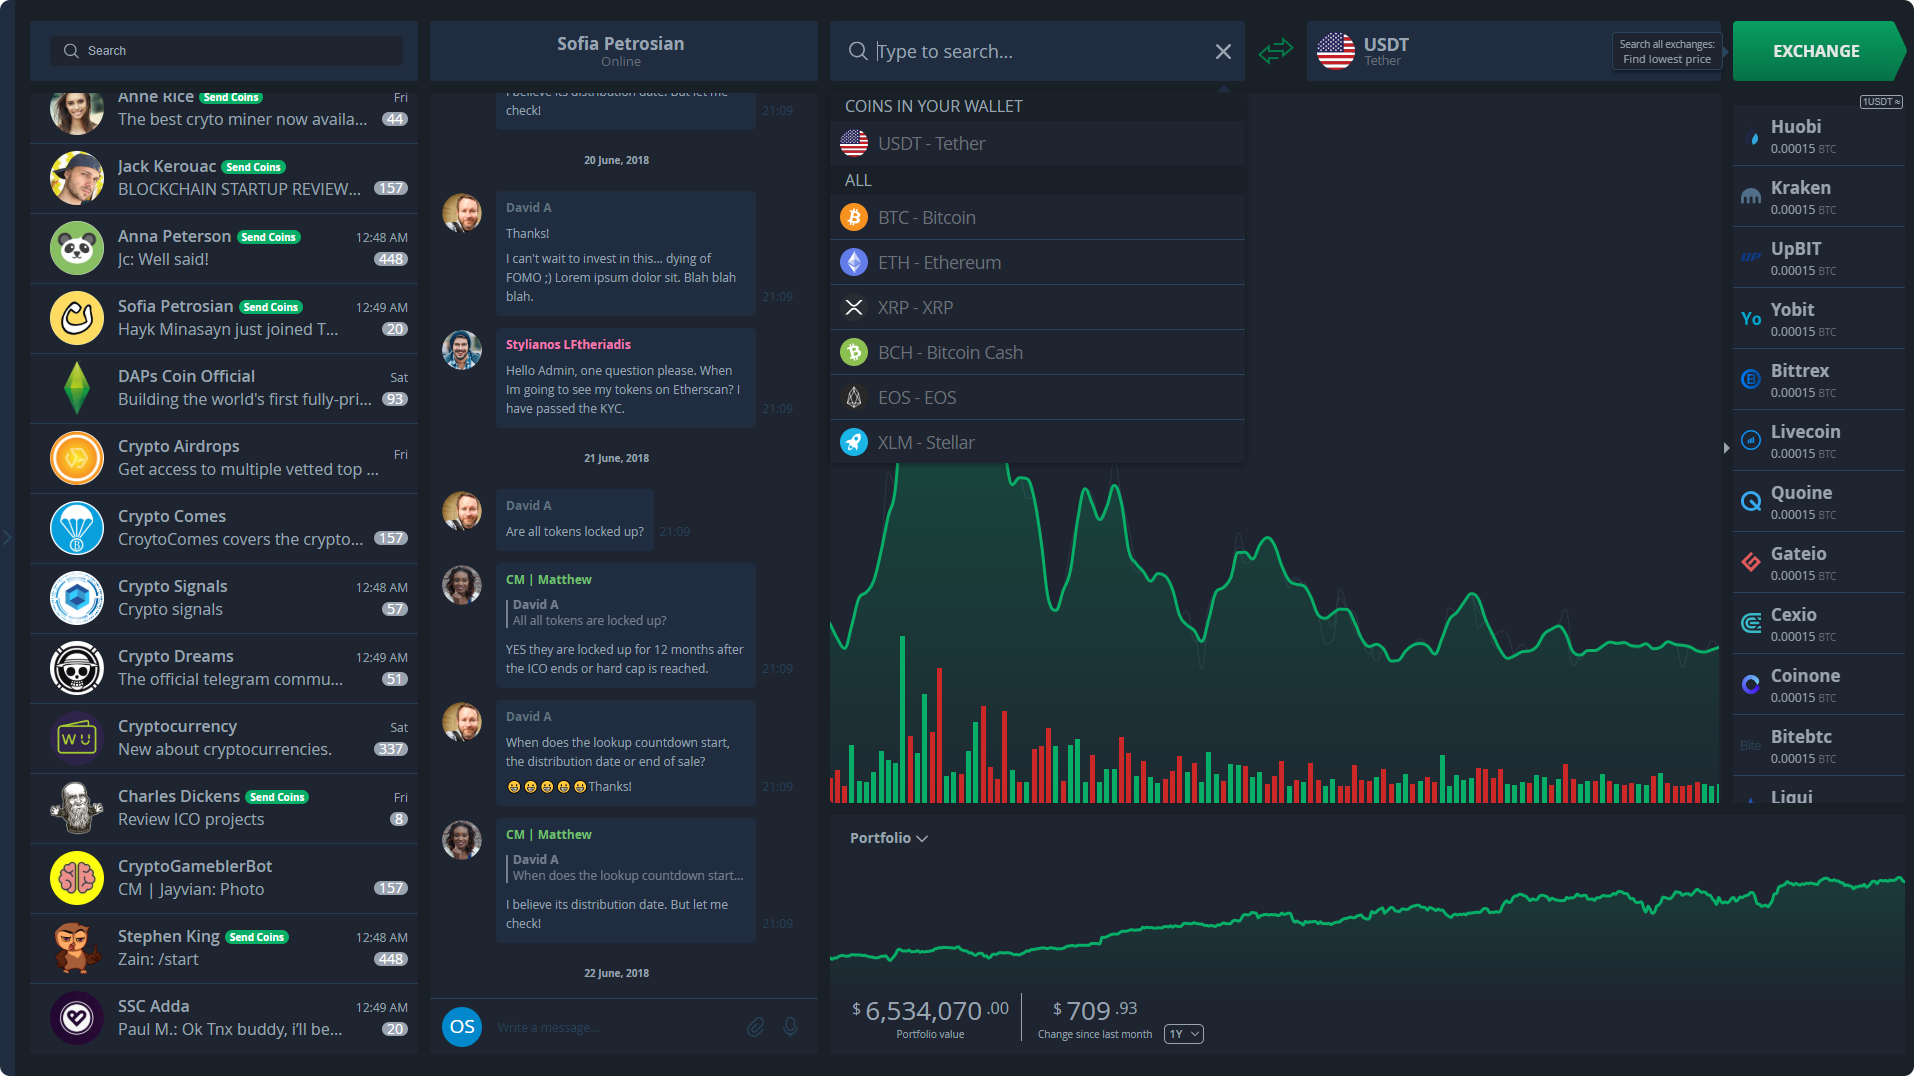 Search
Anne Rice Send Coins Fri
The best cryto miner now availa... 44
Jack Kerouac Send Coins
BLOCKCHAIN STARTUP REVIEW... 157
Anna Peterson Send Coins 12:48 AM
Jc: Well said! 448
Sofia Petrosian Send Coins 12:49 AM
Hayk Minasayn just joined T... 20
DAPs Coin Official Sat
Building the world's first fully-pri... 93
Crypto Airdrops Fri
Get access to multiple vetted top ...
Crypto Comes
CroytoComes covers the crypto... 157
Crypto Signals 12:48 AM
Crypto signals 57
Crypto Dreams 12:49 AM
The official telegram commu... 51
WU
Cryptocurrency Sat
New about cryptocurrencies. 337
Charles Dickens Send Coins Fri
Review ICO projects 8
CryptoGameblerBot
CM | Jayvian: Photo 157
Stephen King Send Coins 12:48 AM
Zain: /start 448
SSC Adda 12:49 AM
Paul M.: Ok Tnx buddy, i'll be... 20
Sofia Petrosian
Online
I believe its distribution date. But let me
check! 21:09
20 June, 2018
David A
Thanks!
I can't wait to invest in this... dying of
FOMO ;) Lorem ipsum dolor sit. Blah blah
blah. 21:09
Stylianos LFtheriadis
Hello Admin, one question please. When
Im going to see my tokens on Etherscan? I
have passed the KYC. 21:09
21 June, 2018
David A
Are all tokens locked up? 21:09
CM | Matthew
David A
All all tokens are locked up?
YES they are locked up for 12 months after
the ICO ends or hard cap is reached. 21:09
David A
When does the lookup countdown start,
the distribution date or end of sale?
Thanks! 21:09
CM | Matthew
David A
When does the lookup countdown start...
I believe its distribution date. But let me
check! 21:09
22 June, 2018
OS Write a message...
Type to search...
COINS IN YOUR WALLET
USDT - Tether
ALL
BTC - Bitcoin
ETH - Ethereum
XRP - XRP
BCH - Bitcoin Cash
EOS - EOS
XLM - Stellar
USDT
Tether
Search all exchanges:
Find lowest price
EXCHANGE
1USDT ≈
Huobi
0.00015 BTC
Kraken
0.00015 BTC
UP
UpBIT
0.00015 BTC
Yo
Yobit
0.00015 BTC
Bittrex
0.00015 BTC
Livecoin
0.00015 BTC
Quoine
0.00015 BTC
Gateio
0.00015 BTC
Cexio
0.00015 BTC
Coinone
0.00015 BTC
Bite
Bitebtc
0.00015 BTC
Liqui
Portfolio
$ 6,534,070 .00
Portfolio value
$ 709 .93
Change since last month 1Y